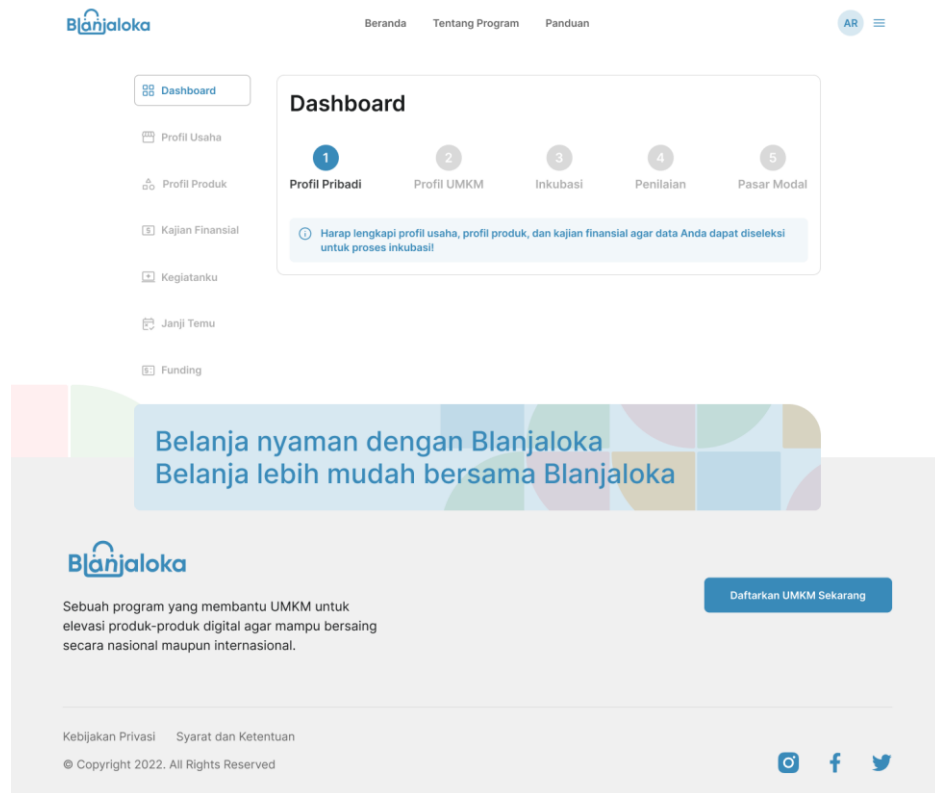 Blanjaloka
Beranda Tentang Program Panduan
AR
Dashboard
Profil Usaha
Profil Produk
Kajian Finansial
Kegiatanku
Janji Temu
Funding
Dashboard
1 2 3 4 5
Profil Pribadi Profil UMKM Inkubasi Penilaian Pasar Modal
Harap lengkapi profil usaha, profil produk, dan kajian finansial agar data Anda dapat diseleksi
untuk proses inkubasi!
Belanja nyaman dengan Blanjaloka
Belanja lebih mudah bersama Blanjaloka
Blanjaloka
Sebuah program yang membantu UMKM untuk
elevasi produk-produk digital agar mampu bersaing
secara nasional maupun internasional.
Daftarkan UMKM Sekarang
Kebijakan Privasi Syarat dan Ketentuan
© Copyright 2022. All Rights Reserved